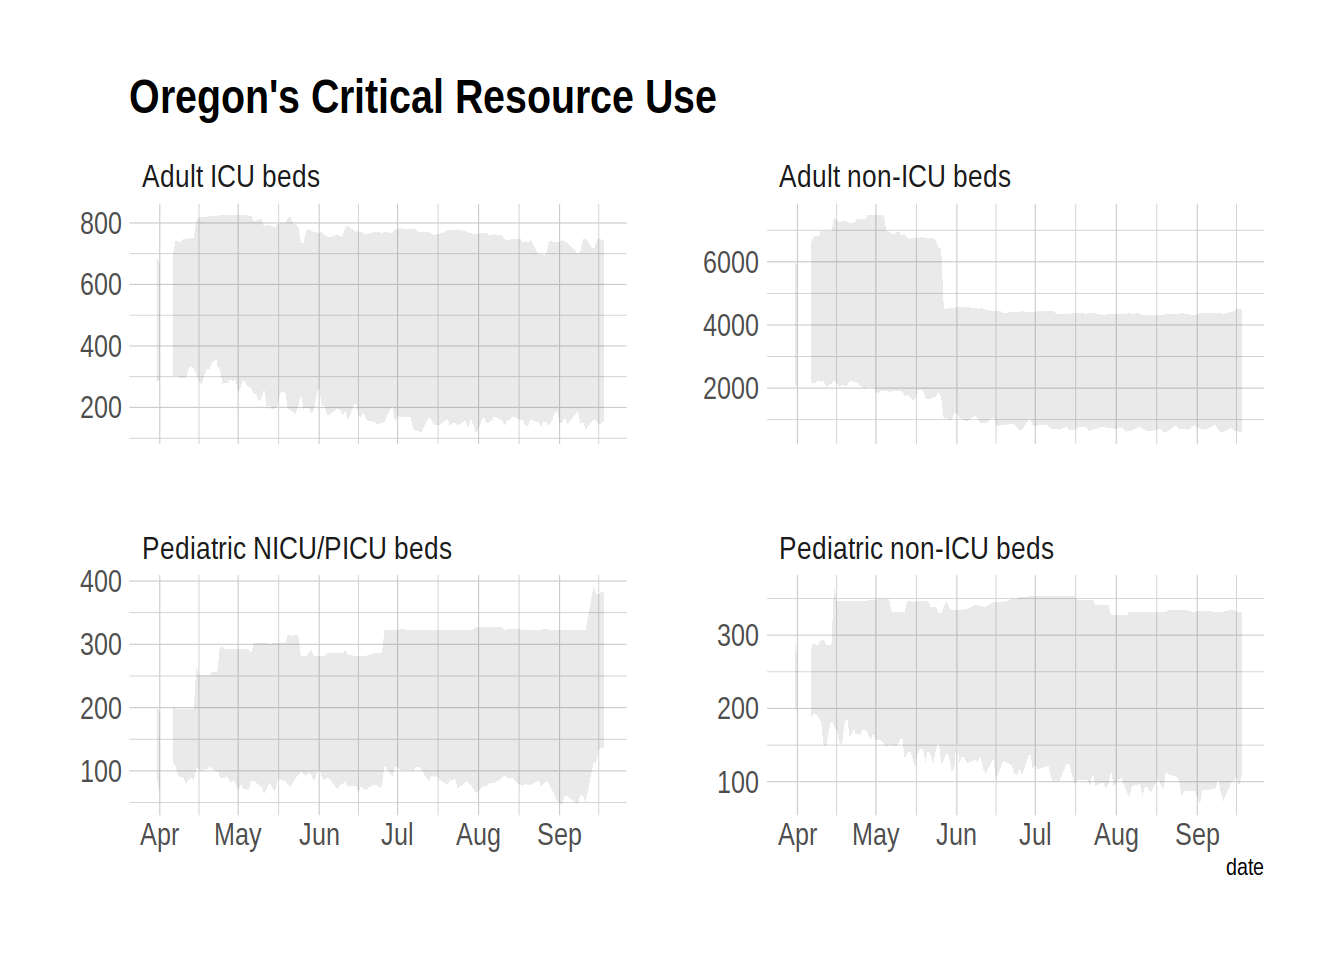 Oregon's Critical Resource Use
Adult ICU beds
800
600
400
200
Adult non-ICU beds
6000
4000
2000
Pediatric NICU/PICU beds
400
300
200
100
Apr May Jun Jul Aug Sep
Pediatric non-ICU beds
300
200
100
Apr May Jun Jul Aug Sep
date